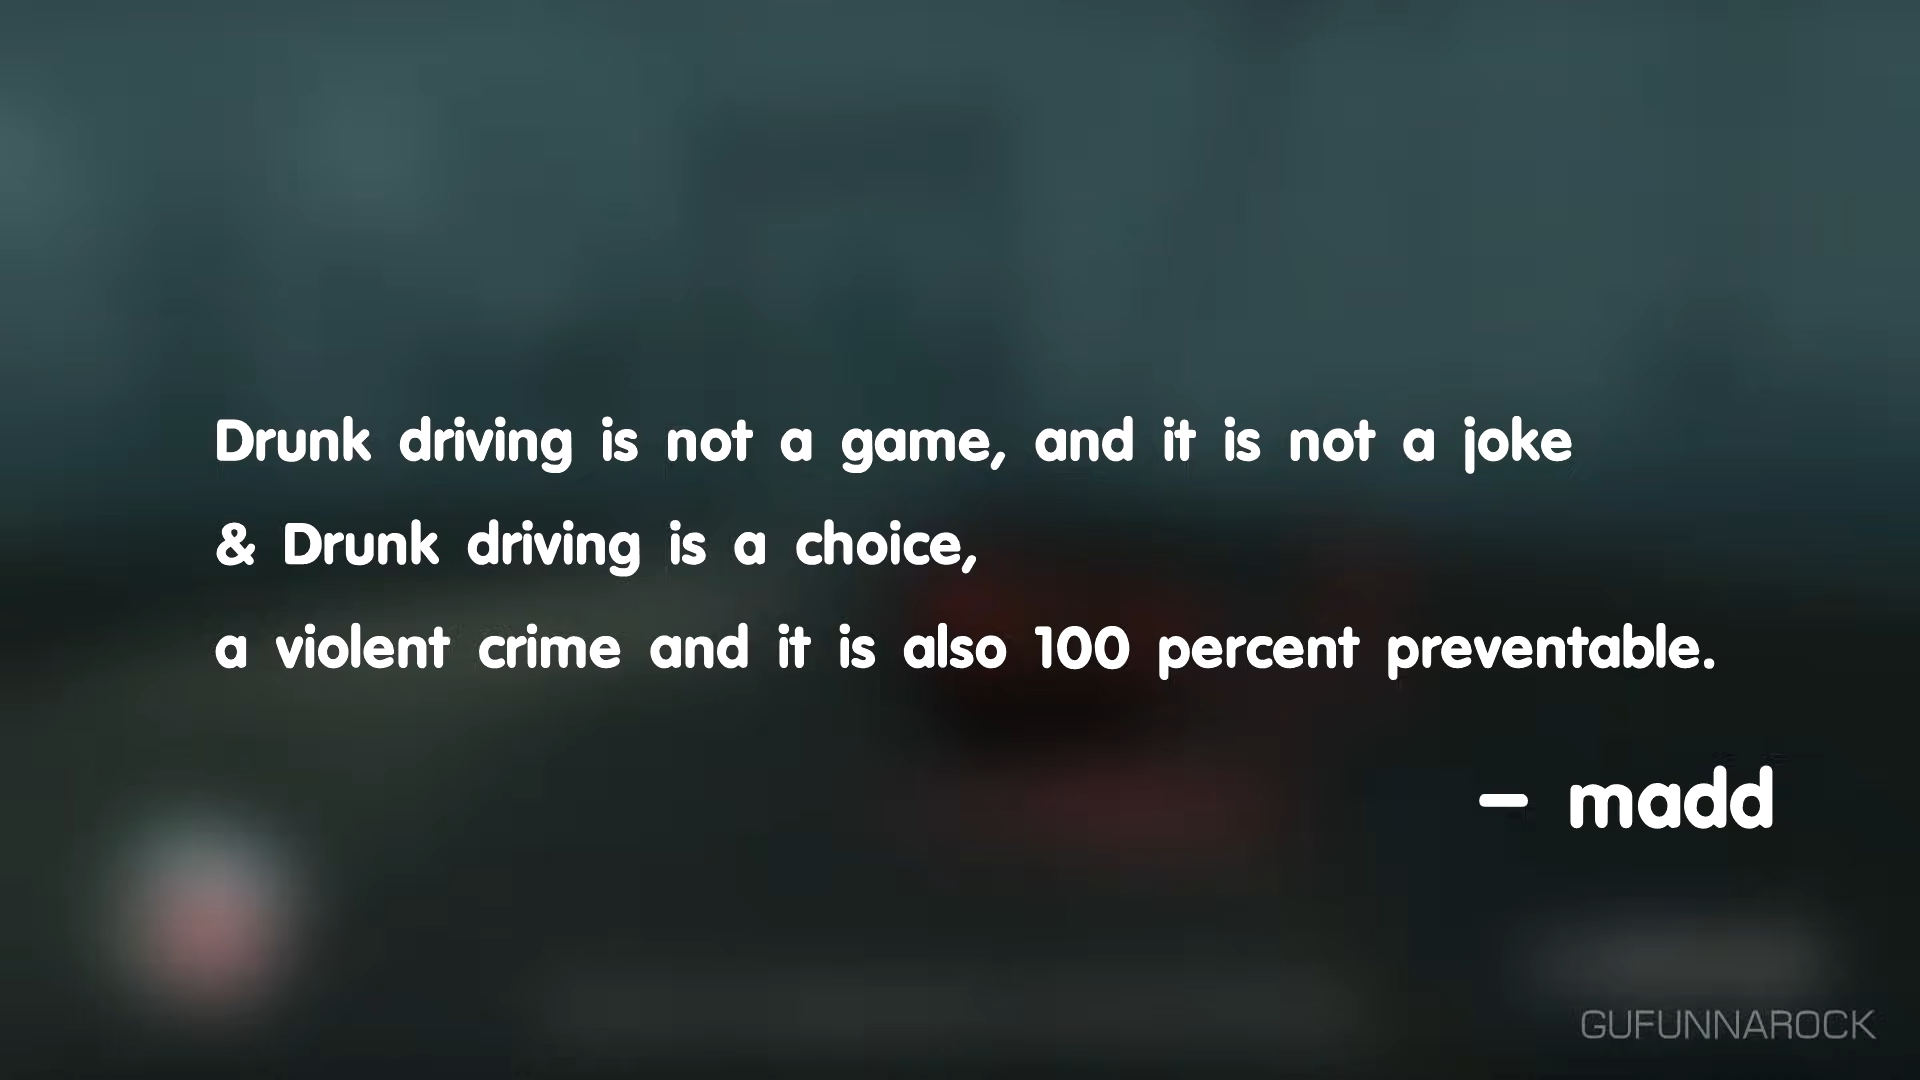 Drunk driving is not a game, and it is not a joke
& Drunk driving is a choice,
a violent crime and it is also 100 percent preventable.
– madd
GUFUNNAROCK